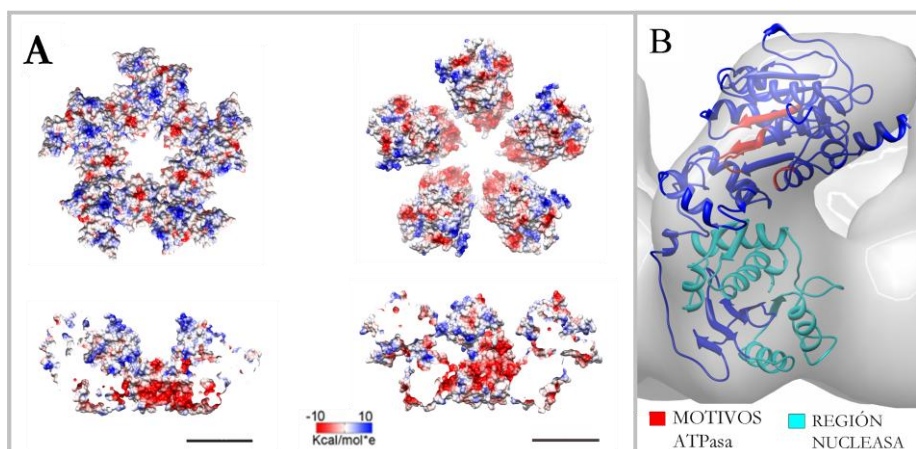 A
B
-10 10
Kcal/mol*e
MOTIVOS
ATPasa
REGIÓN
NUCLEASA